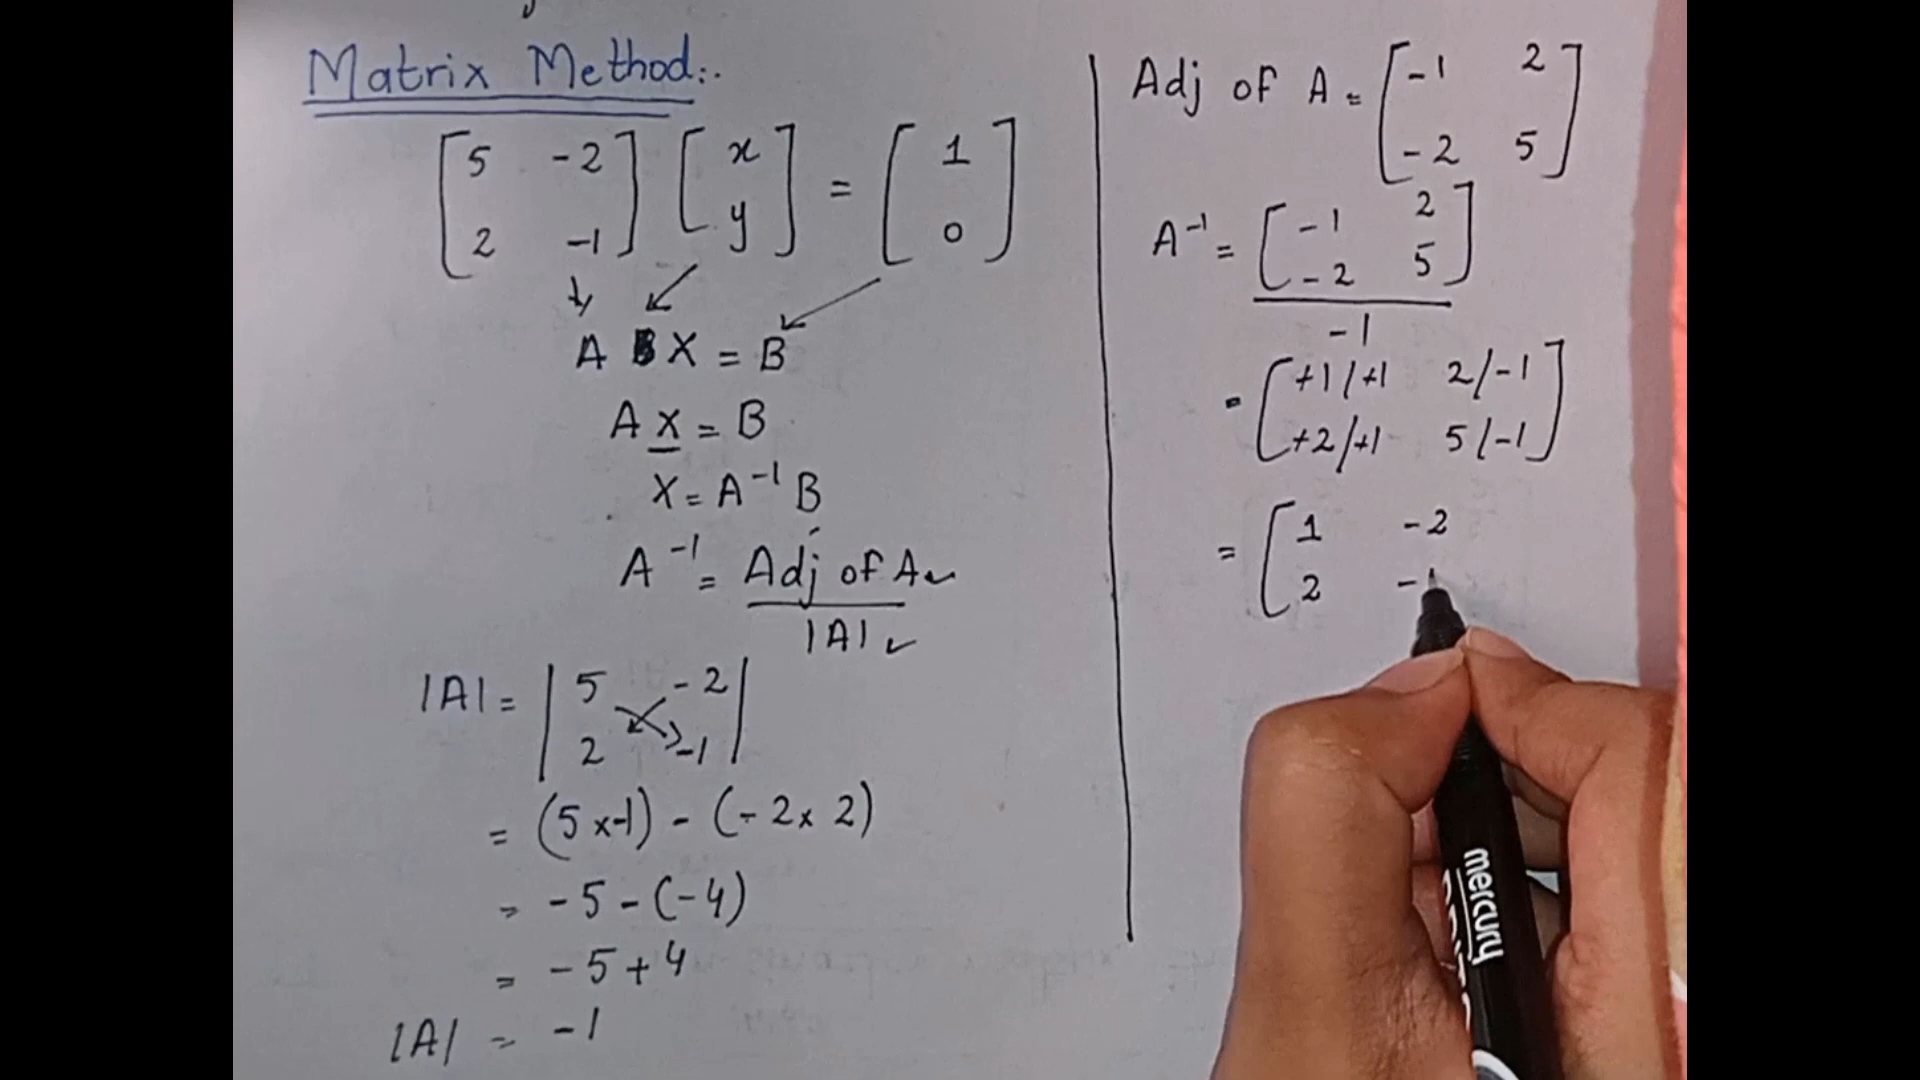 Matrix Method:.
[5 -2
2 -1] [x
y] = [1
0]
A X = B
A X = B
X = A⁻¹ B
A⁻¹ = Adj of A ✓
|A| ✓
|A| = |5 -2
2 -1|
= (5 x -1) - (-2 x 2)
= -5 - (-4)
= -5 + 4
|A| = -1
Adj of A = [-1 2
-2 5]
A⁻¹ = [-1 2
-2 5]
-1
= [+1/+1 2/-1
+2/+1 5/-1]
= [1 -2
2 -
mercury